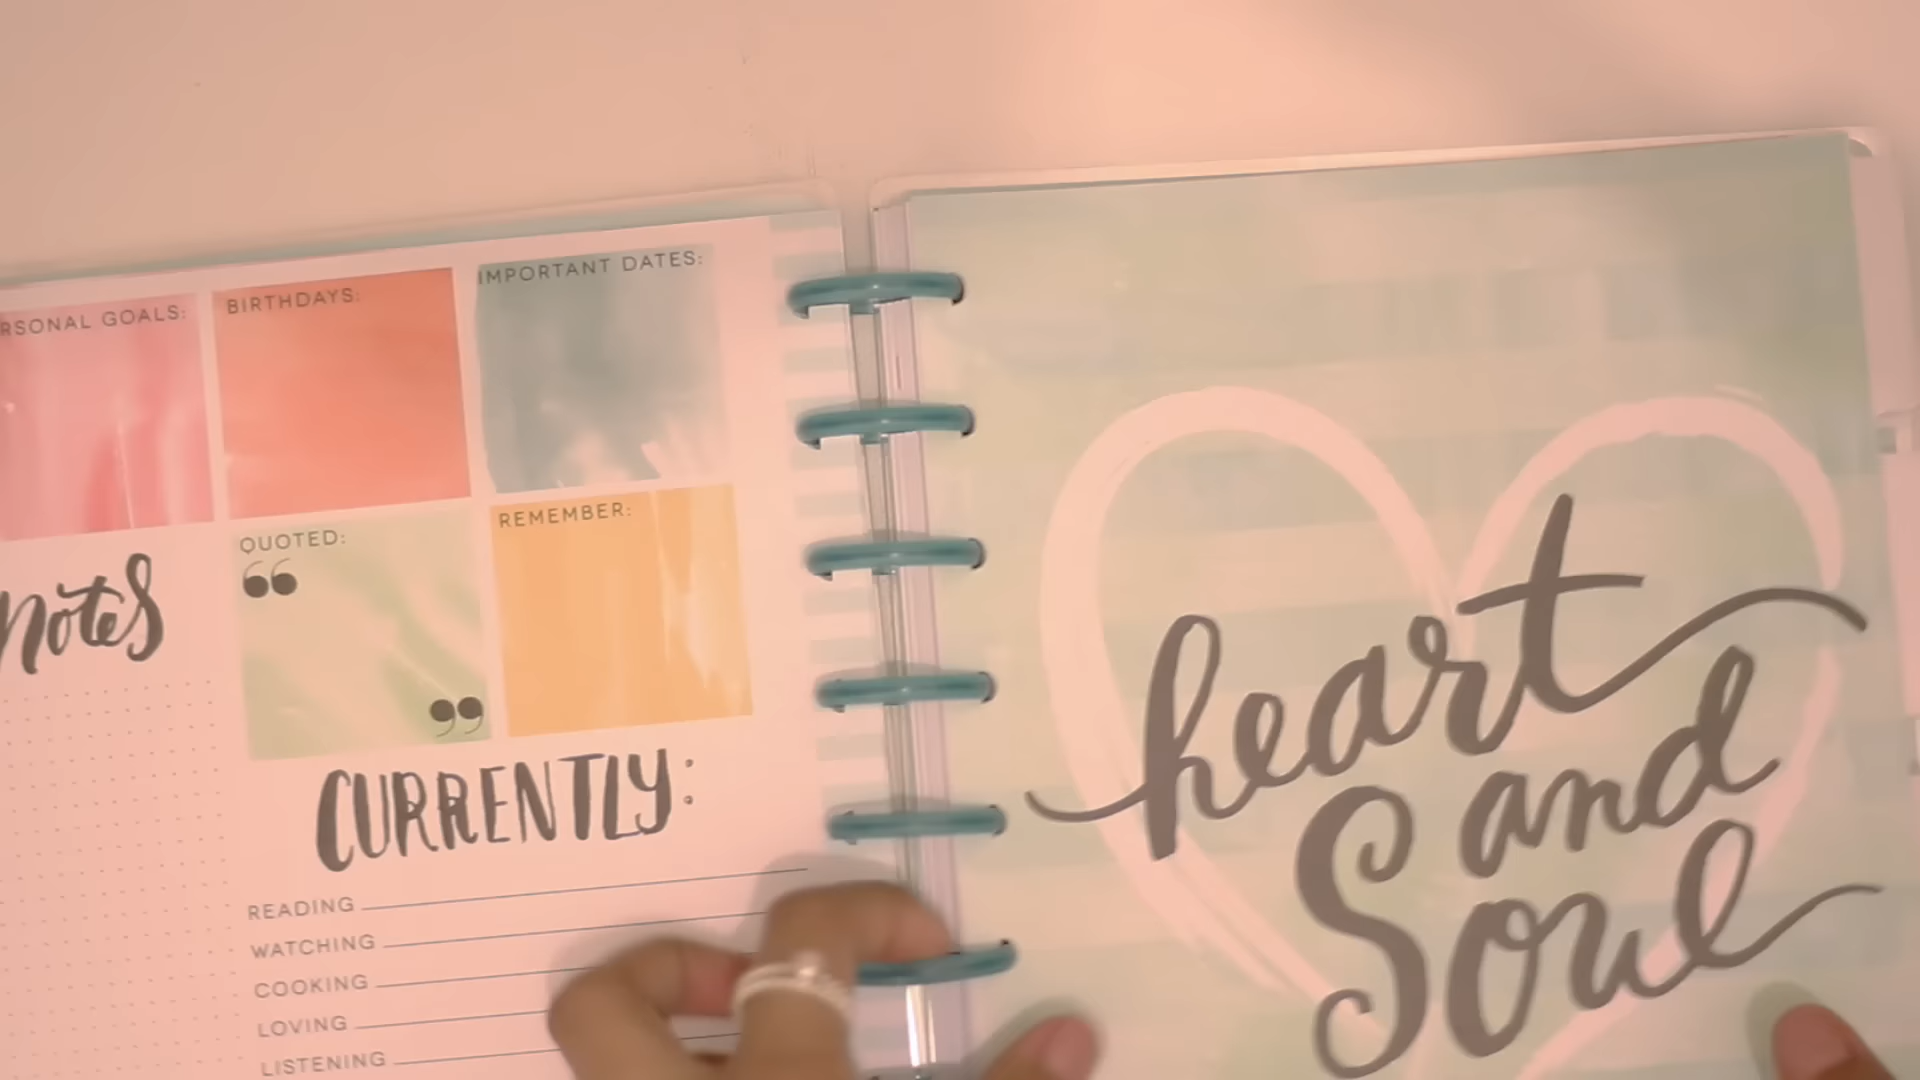 RSONAL GOALS:
BIRTHDAYS:
IMPORTANT DATES:
QUOTED:
“
”
REMEMBER:
notes
CURRENTLY:
READING
WATCHING
COOKING
LOVING
LISTENING
heart
and
Soul